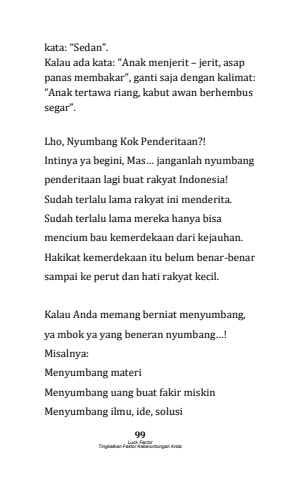 kata: “Sedan”.
Kalau ada kata: “Anak menjerit – jerit, asap
panas membakar”, ganti saja dengan kalimat:
“Anak tertawa riang, kabut awan berhembus
segar”.
Lho, Nyumbang Kok Penderitaan?!
Intinya ya begini, Mas… janganlah nyumbang
penderitaan lagi buat rakyat Indonesia!
Sudah terlalu lama rakyat ini menderita.
Sudah terlalu lama mereka hanya bisa
mencium bau kemerdekaan dari kejauhan.
Hakikat kemerdekaan itu belum benar-benar
sampai ke perut dan hati rakyat kecil.
Kalau Anda memang berniat menyumbang,
ya mbok ya yang beneran nyumbang…!
Misalnya:
Menyumbang materi
Menyumbang uang buat fakir miskin
Menyumbang ilmu, ide, solusi
99
Luck Factor
Tingkatkan Faktor Keberuntungan Anda